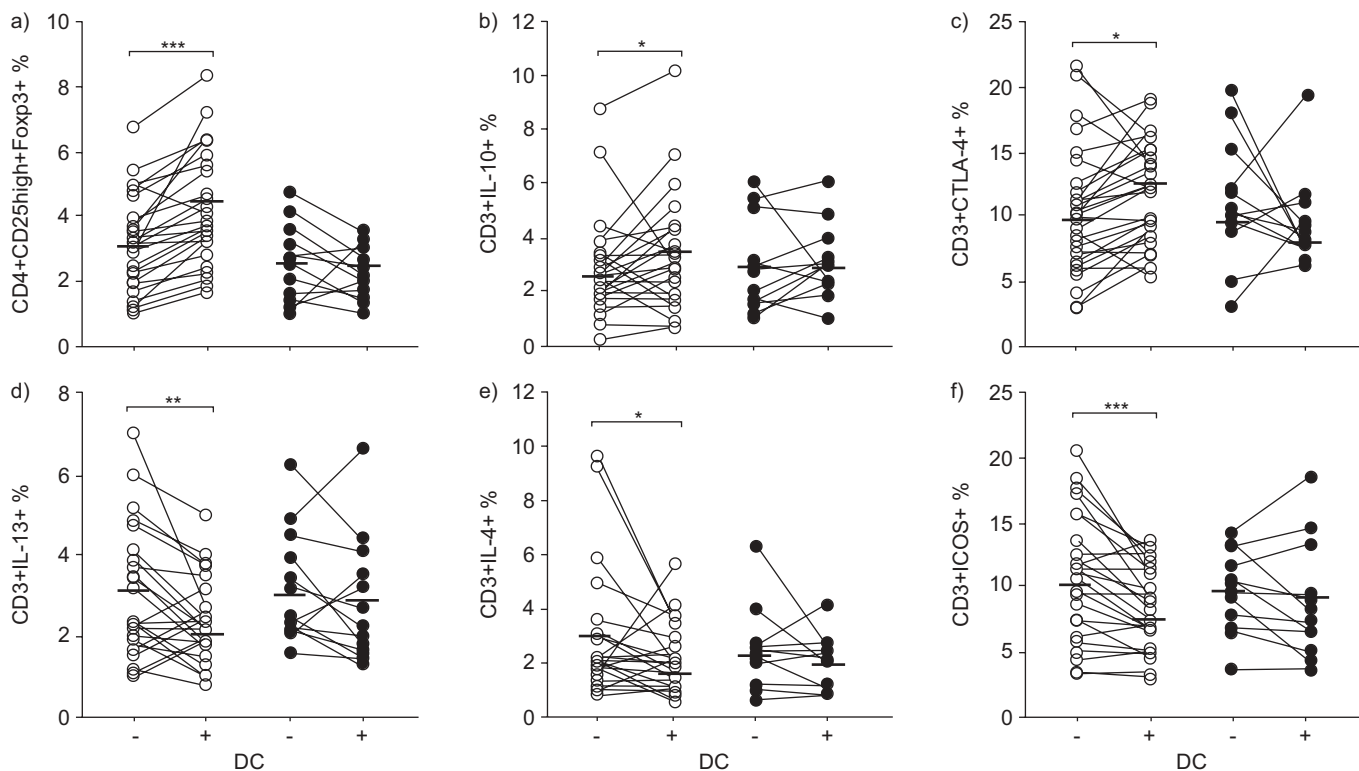 a)
CD4+CD25high+Foxp3+ %
10
8
6
4
2
0
***
b)
CD3+IL-10+ %
12
10
8
6
4
2
0
*
c)
CD3+CTLA-4+ %
25
20
15
10
5
0
*
d)
CD3+IL-13+ %
8
6
4
2
0
**
- + - +
DC
e)
CD3+IL-4+ %
12
10
8
6
4
2
0
*
- + - +
DC
f)
CD3+ICOS+ %
25
20
15
10
5
0
***
- + - +
DC